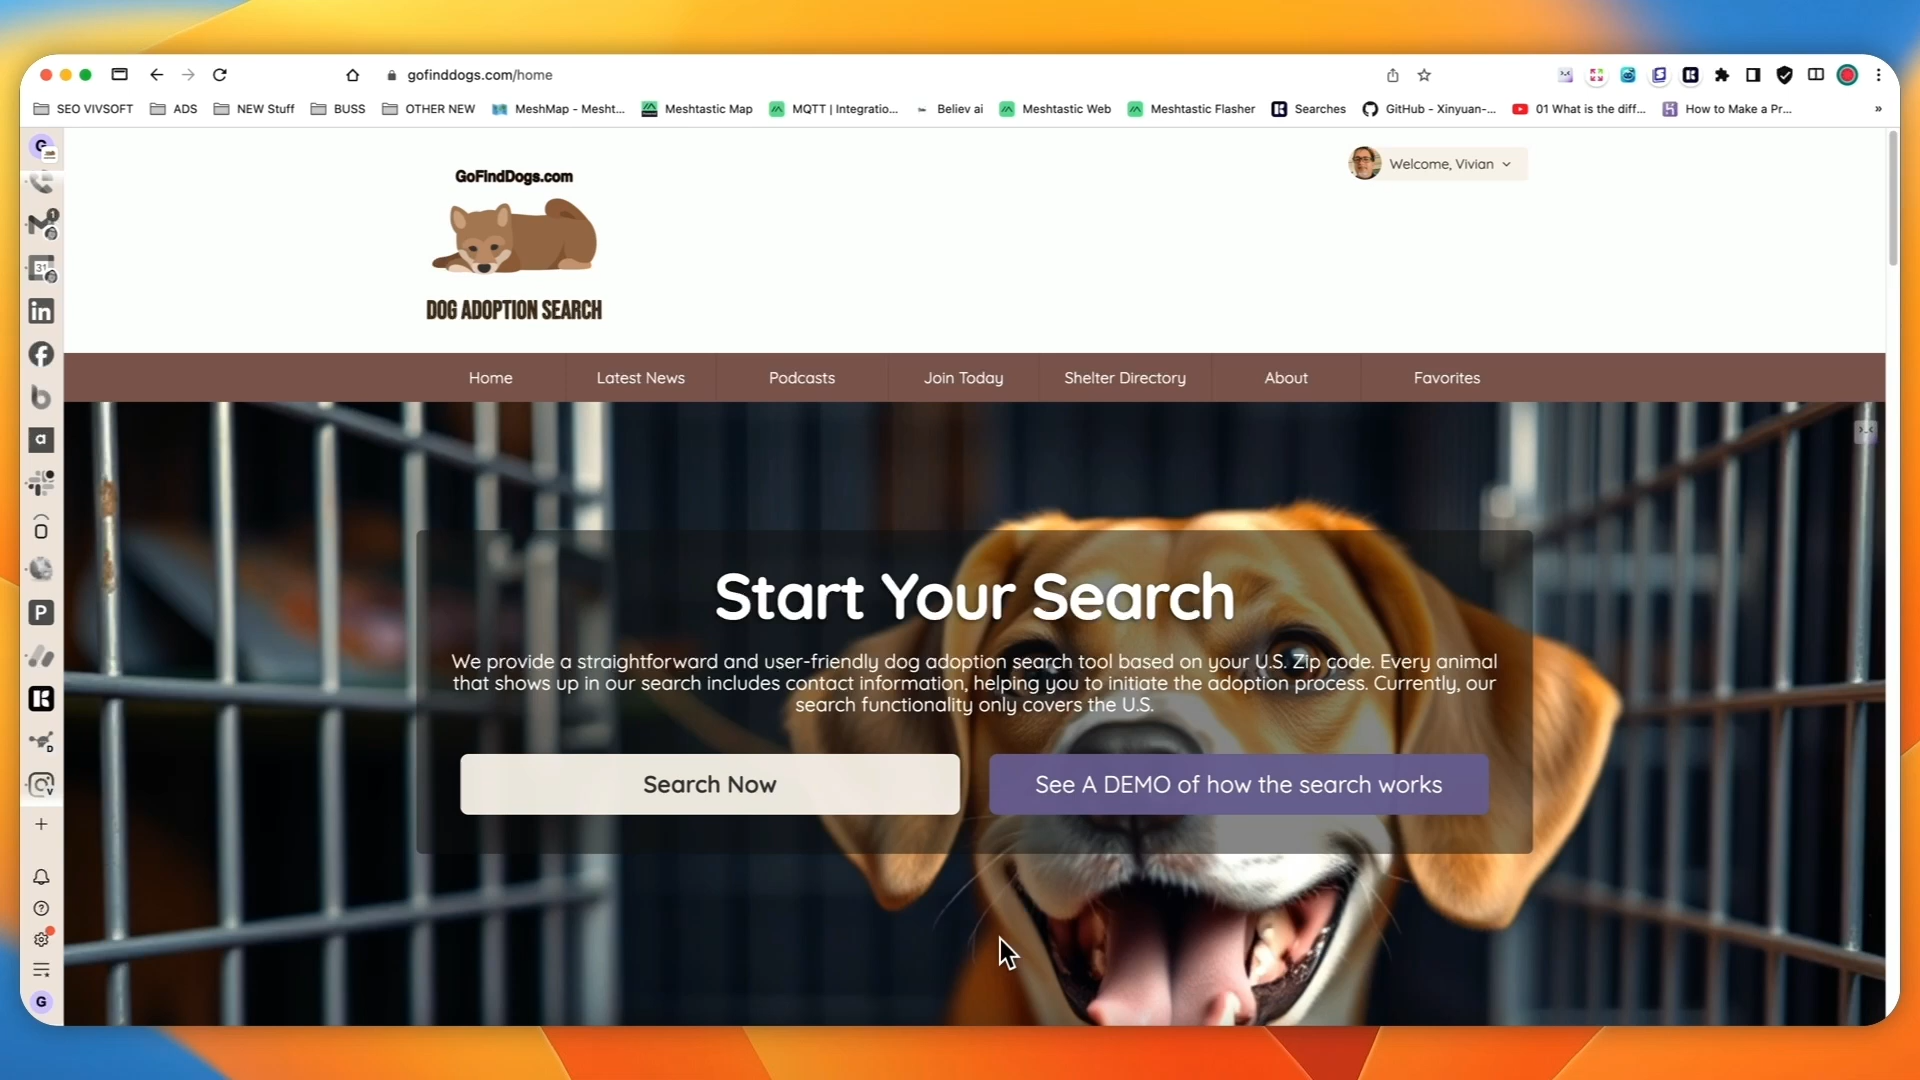 gofinddogs.com/home
SEO VIVSOFT
ADS
NEW Stuff
BUSS
OTHER NEW
MeshMap - Mesht...
Meshtastic Map
MQTT | Integratio...
Believ ai
Meshtastic Web
Meshtastic Flasher
Searches
GitHub - Xinyuan-...
01 What is the diff...
How to Make a Pr...
»
G
1
31
in
b
a
P
D
V
G
GoFindDogs.com
DOG ADOPTION SEARCH
Welcome, Vivian
Home
Latest News
Podcasts
Join Today
Shelter Directory
About
Favorites
Start Your Search
We provide a straightforward and user-friendly dog adoption search tool based on your U.S. Zip code. Every animal
that shows up in our search includes contact information, helping you to initiate the adoption process. Currently, our
search functionality only covers the U.S.
Search Now
See A DEMO of how the search works